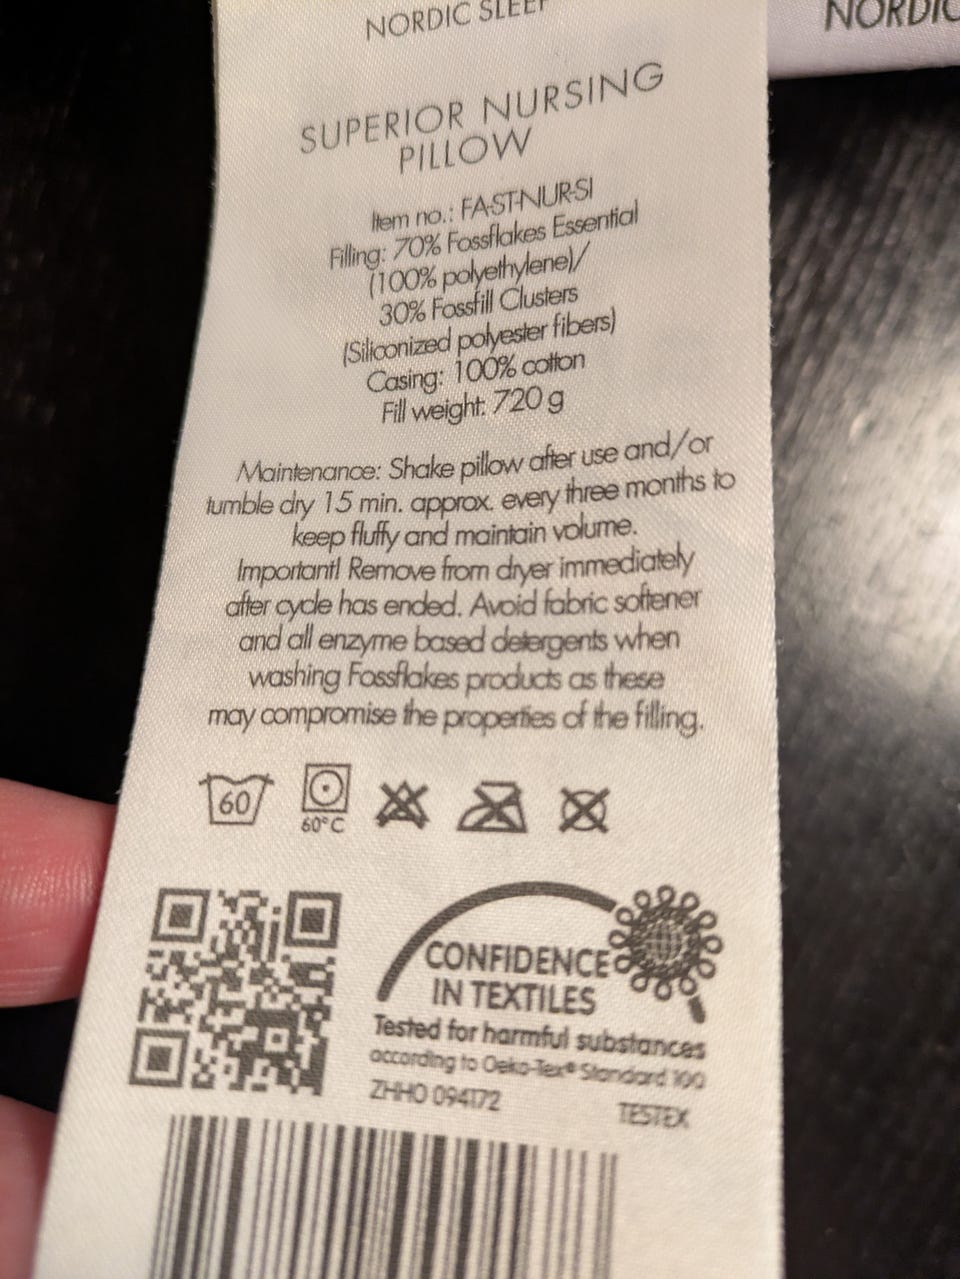 NORDIC SLEEP
NORDIC
SUPERIOR NURSING
PILLOW
Item no.: FA-ST-NUR-SI
Filling: 70% Fossflakes Essential
(100% polyethylene)/
30% Fossfill Clusters
(Siliconized polyester fibers)
Casing: 100% cotton
Fill weight: 720 g
Maintenance: Shake pillow after use and/or
tumble dry 15 min. approx. every three months to
keep fluffy and maintain volume.
Important! Remove from dryer immediately
after cycle has ended. Avoid fabric softener
and all enzyme based detergents when
washing Fossflakes products as these
may compromise the properties of the filling.
60
60°C
CONFIDENCE
IN TEXTILES
Tested for harmful substances
according to Oeko-Tex® Standard 100
ZHHO 094172 TESTEX